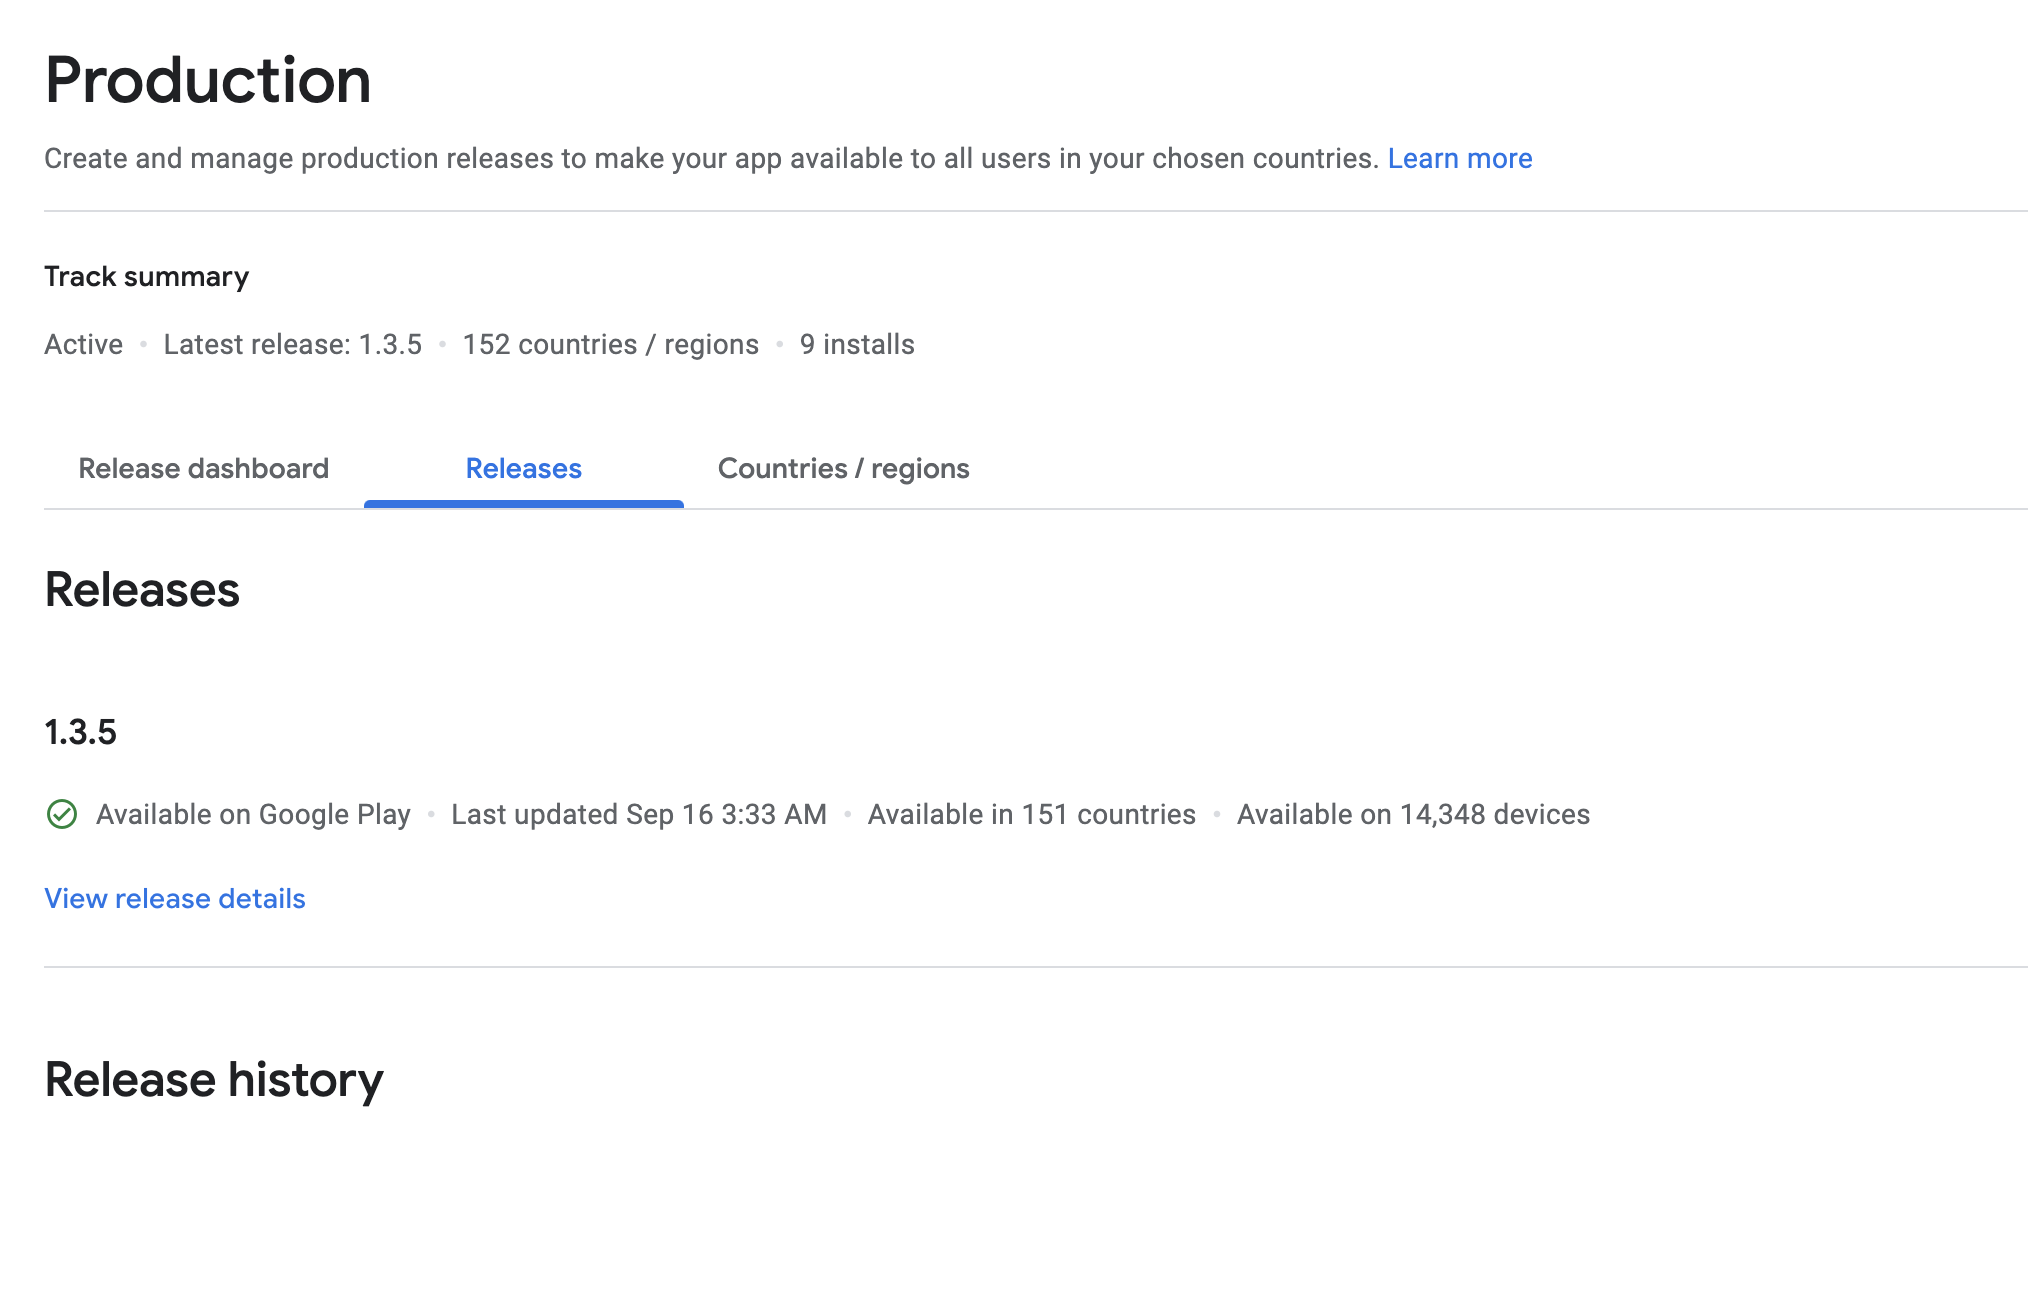 Production
Create and manage production releases to make your app available to all users in your chosen countries. Learn more
Track summary
Active • Latest release: 1.3.5 • 152 countries / regions • 9 installs
Release dashboard Releases Countries / regions
Releases
1.3.5
Available on Google Play • Last updated Sep 16 3:33 AM • Available in 151 countries • Available on 14,348 devices
View release details
Release history